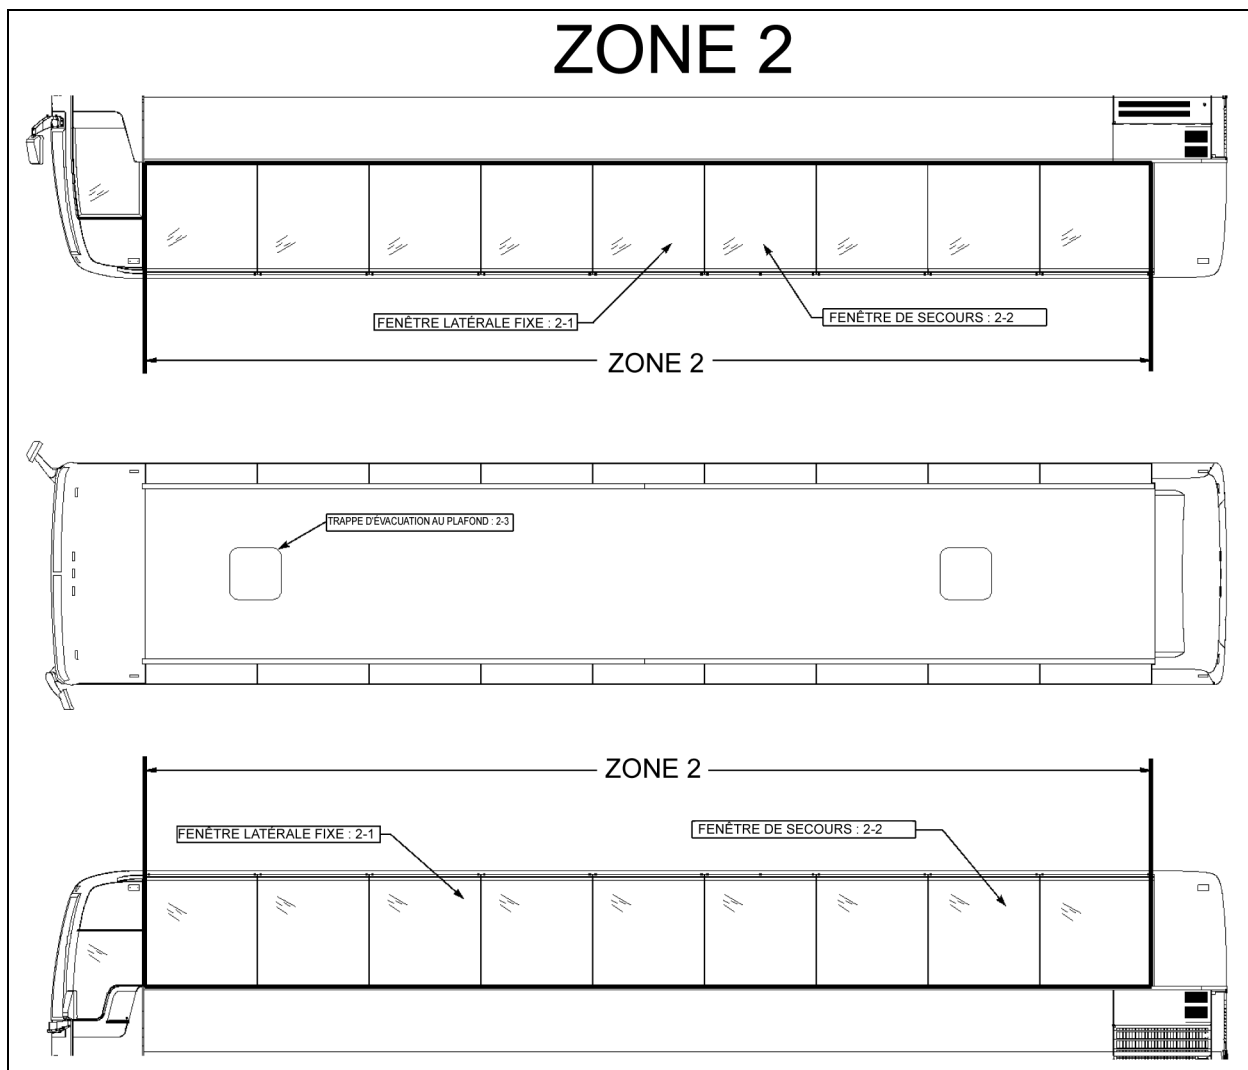 ZONE 2
FENÊTRE LATÉRALE FIXE : 2-1
FENÊTRE DE SECOURS : 2-2
ZONE 2
TRAPPE D'ÉVACUATION AU PLAFOND : 2-3
ZONE 2
FENÊTRE LATÉRALE FIXE : 2-1
FENÊTRE DE SECOURS : 2-2